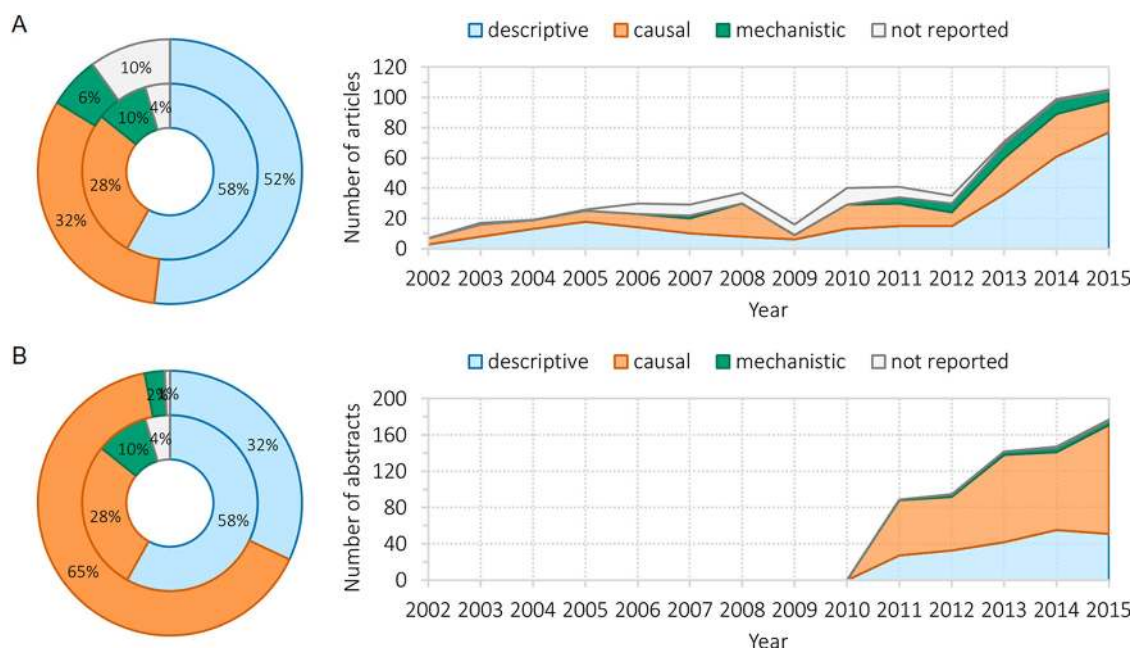 A
10%
6%
10%
4%
28%
58%
52%
32%
descriptive causal mechanistic not reported
Number of articles
120
100
80
60
40
20
0
2002 2003 2004 2005 2006 2007 2008 2009 2010 2011 2012 2013 2014 2015
Year
B
2% 1%
32%
10%
4%
28%
58%
65%
descriptive causal mechanistic not reported
Number of abstracts
200
160
120
80
40
0
2002 2003 2004 2005 2006 2007 2008 2009 2010 2011 2012 2013 2014 2015
Year